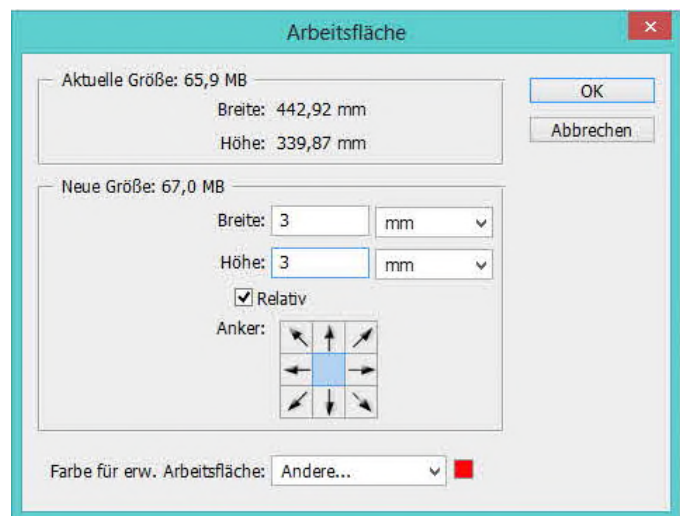 Arbeitsfläche
Aktuelle Größe: 65,9 MB
Breite: 442,92 mm
Höhe: 339,87 mm
OK
Abbrechen
Neue Größe: 67,0 MB
Breite: 3 mm
Höhe: 3 mm
Relativ
Anker:
Farbe für erw. Arbeitsfläche: Andere...